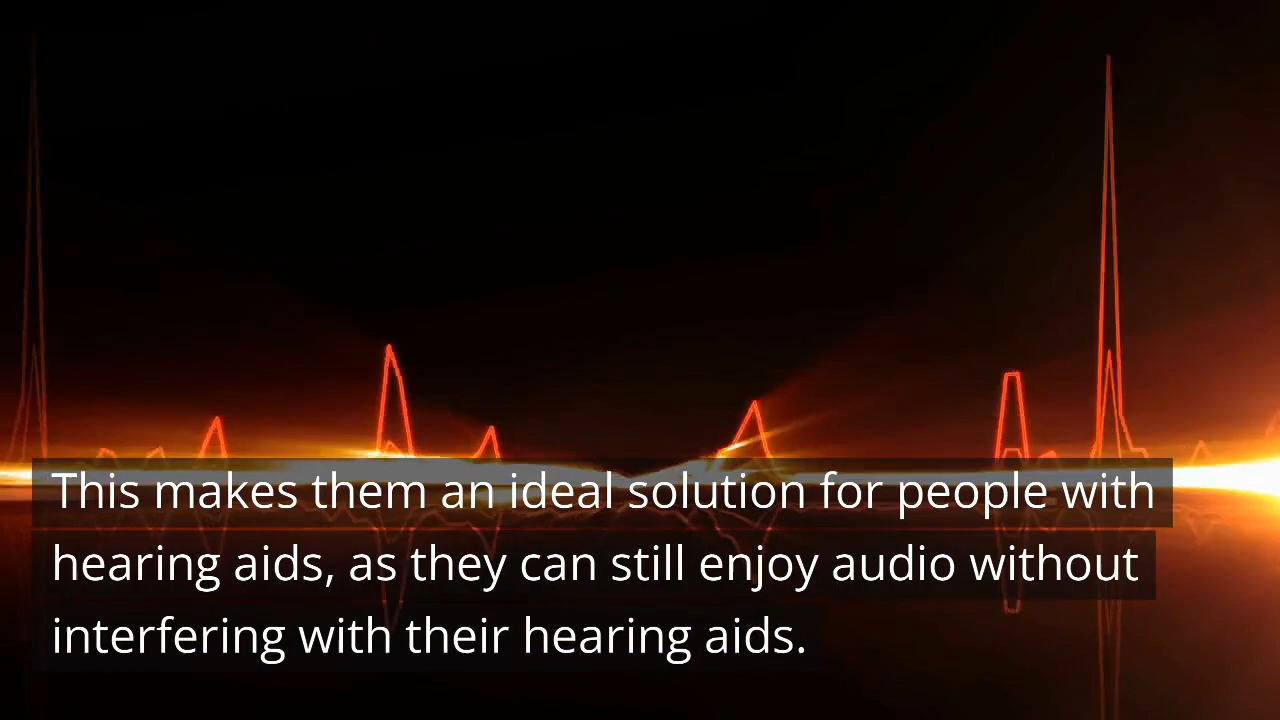 This makes them an ideal solution for people with
hearing aids, as they can still enjoy audio without
interfering with their hearing aids.